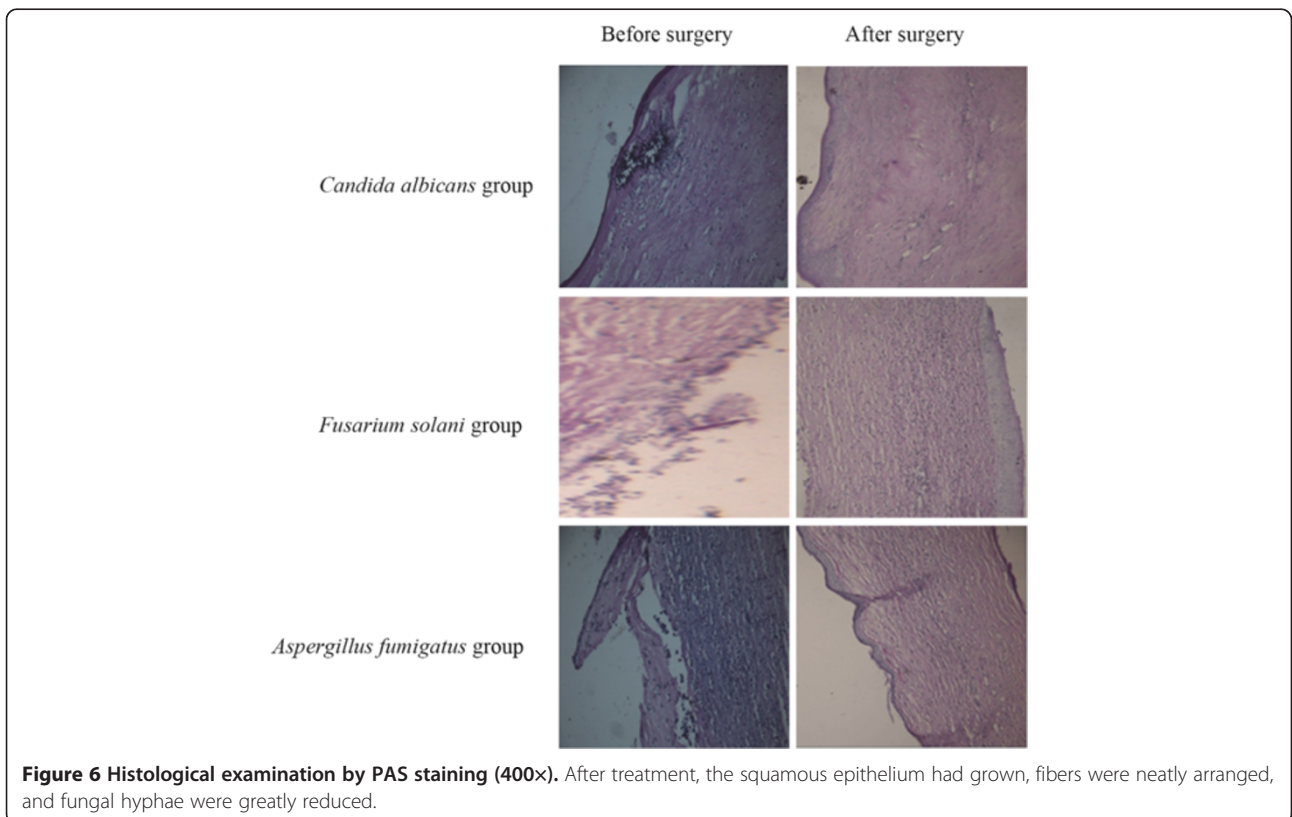 Before surgery After surgery
Candida albicans group
Fusarium solani group
Aspergillus fumigatus group
Figure 6 Histological examination by PAS staining (400×). After treatment, the squamous epithelium had grown, fibers were neatly arranged,
and fungal hyphae were greatly reduced.